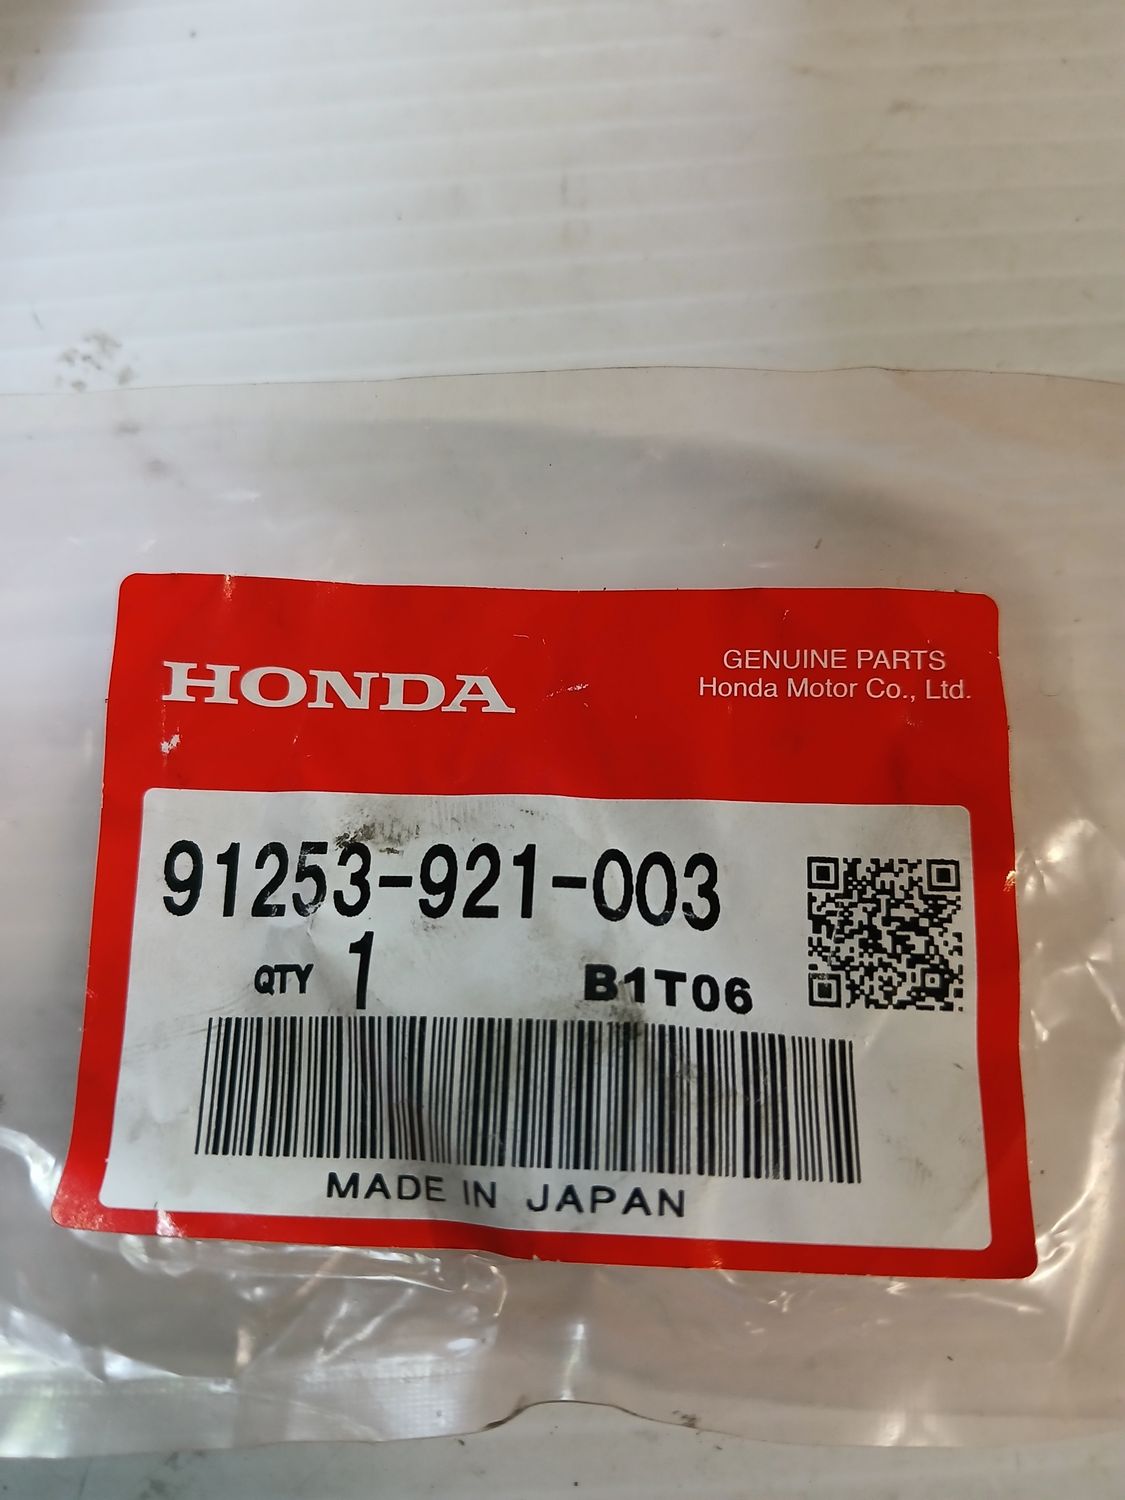 HONDA
GENUINE PARTS
Honda Motor Co., Ltd.
91253-921-003
QTY 1 B1T06
MADE IN JAPAN